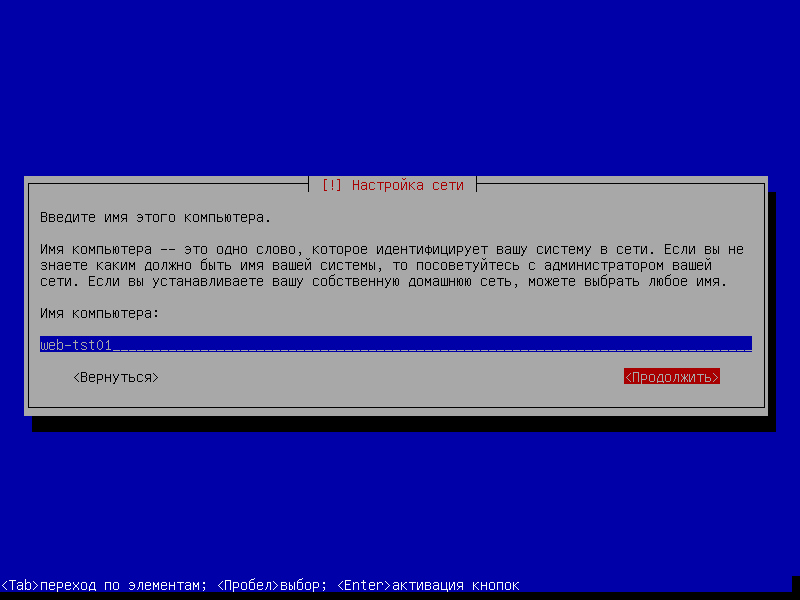 [!] Настройка сети
Введите имя этого компьютера.
Имя компьютера -- это одно слово, которое идентифицирует вашу систему в сети. Если вы не
знаете каким должно быть имя вашей системы, то посоветуйтесь с администратором вашей
сети. Если вы устанавливаете вашу собственную домашнюю сеть, можете выбрать любое имя.
Имя компьютера:
web-tst01
<Вернуться> <Продолжить>
<Tab>переход по элементам; <Пробел>выбор; <Enter>активация кнопок